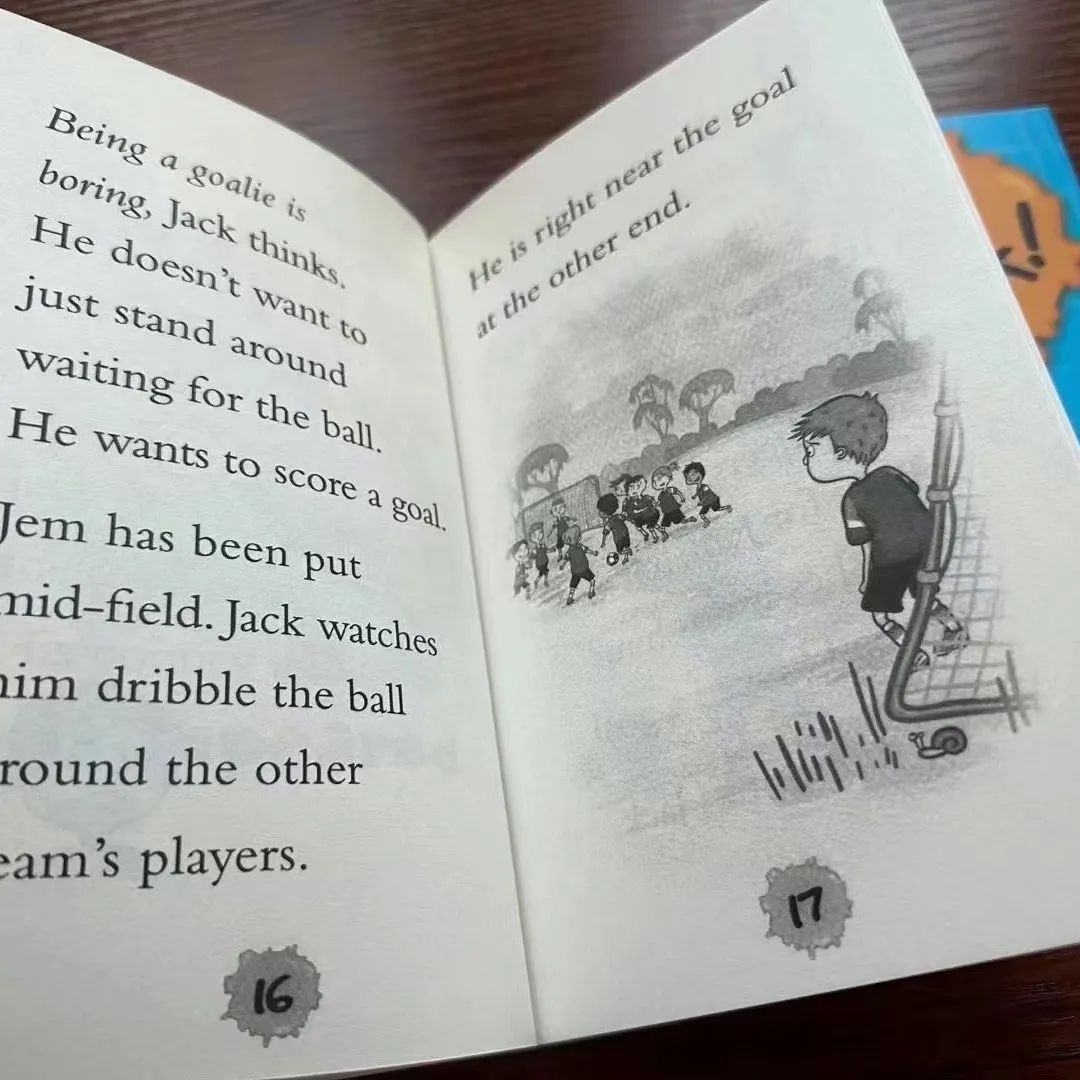 Being a goalie is
boring, Jack thinks.
He doesn't want to
just stand around
waiting for the ball.
He wants to score a goal.
Jem has been put
mid-field. Jack watches
him dribble the ball
round the other
eam's players.
16
He is right near the goal
at the other end.
17